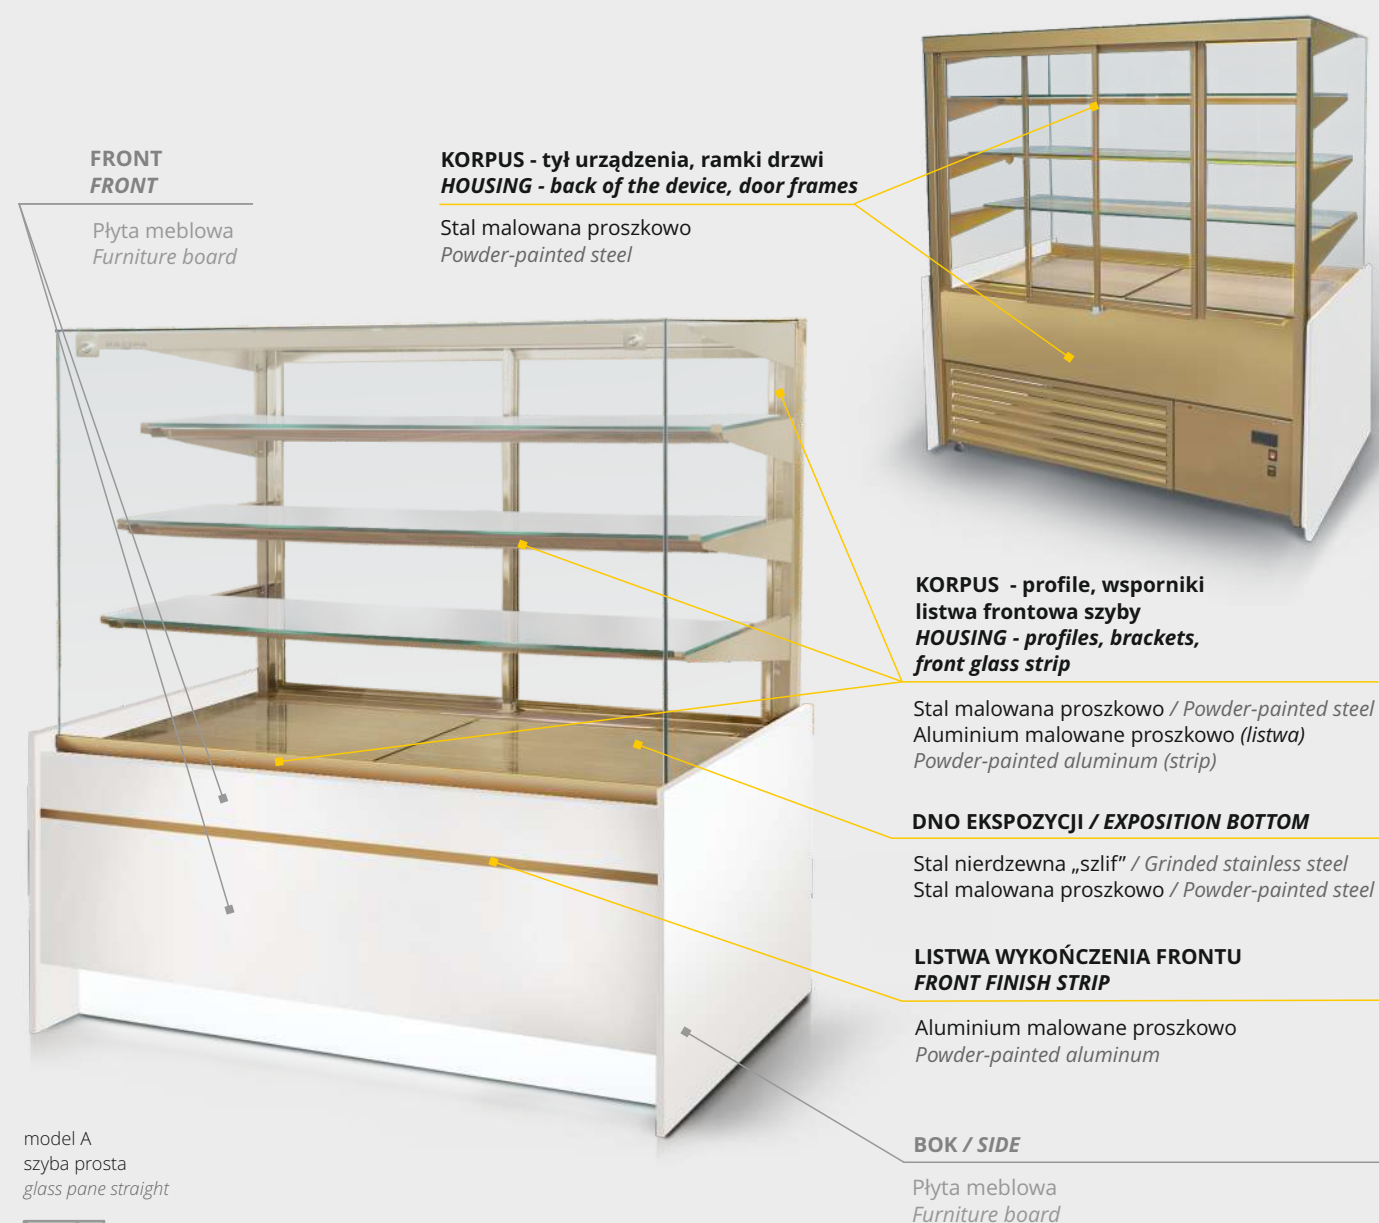 FRONT
FRONT
Płyta meblowa
Furniture board
KORPUS - tył urządzenia, ramki drzwi
HOUSING - back of the device, door frames
Stal malowana proszkowo
Powder-painted steel
KORPUS - profile, wsporniki
listwa frontowa szyby
HOUSING - profiles, brackets,
front glass strip
Stal malowana proszkowo / Powder-painted steel
Aluminium malowane proszkowo (listwa)
Powder-painted aluminum (strip)
DNO EKSPOZYCJI / EXPOSITION BOTTOM
Stal nierdzewna „szlif” / Grinded stainless steel
Stal malowana proszkowo / Powder-painted steel
LISTWA WYKOŃCZENIA FRONTU
FRONT FINISH STRIP
Aluminium malowane proszkowo
Powder-painted aluminum
BOK / SIDE
Płyta meblowa
Furniture board
model A
szyba prosta
glass pane straight